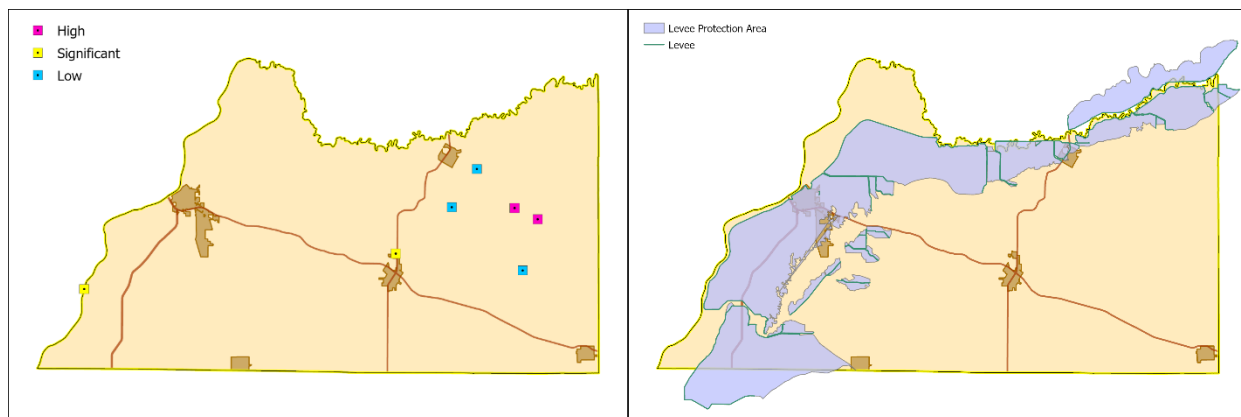 High
Significant
Low
Levee Protection Area
Levee